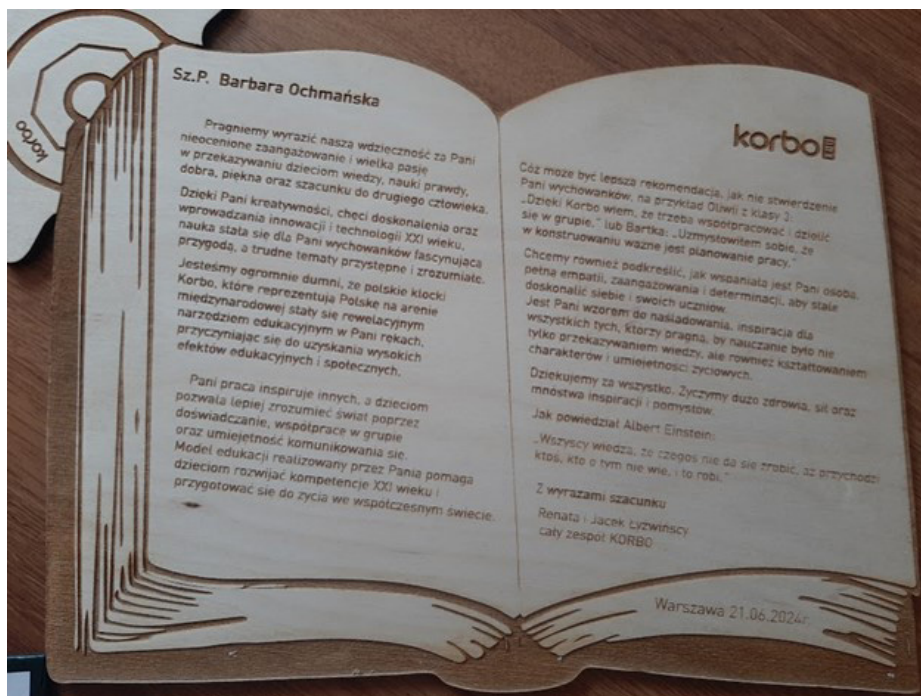 korbo
Sz.P. Barbara Ochmańska
Pragniemy wyrazić naszą wdzięczność za Pani
nieocenione zaangażowanie i wielką pasję
w przekazywaniu dzieciom wiedzy, nauki prawdy,
dobra, piękna oraz szacunku do drugiego człowieka.
Dzięki Pani kreatywności, chęci doskonalenia oraz
wprowadzania innowacji i technologii XXI wieku,
nauka stała się dla Pani wychowanków fascynującą
przygodą, a trudne tematy przystępne i zrozumiałe.
Jesteśmy ogromnie dumni, że polskie klocki
Korbo, które reprezentują Polskę na arenie
międzynarodowej stały się rewelacyjnym
narzędziem edukacyjnym w Pani rękach,
przyczyniając się do uzyskania wysokich
efektów edukacyjnych i społecznych.
Pani praca inspiruje innych, a dzieciom
pozwala lepiej zrozumieć świat poprzez
doświadczanie, współpracę w grupie
oraz umiejętność komunikowania się.
Model edukacji realizowany przez Panią pomaga
dzieciom rozwijać kompetencje XXI wieku i
przygotować się do życia we współczesnym świecie.
korbo
Cóż może być lepszą rekomendacją, jak nie stwierdzenie
Pani wychowanków, na przykład Oliwii z klasy 3:
„Dzięki Korbo wiem, że trzeba współpracować i dzielić
się w grupie," lub Bartka: „Uzmysłowiłem sobie, że
w konstruowaniu ważne jest planowanie pracy."
Chcemy również podkreślić, jak wspaniałą jest Pani osobą,
pełną empatii, zaangażowania i determinacji, aby stale
doskonalić siebie i swoich uczniów.
Jest Pani wzorem do naśladowania, inspiracją dla
wszystkich tych, którzy pragną, by nauczanie było nie
tylko przekazywaniem wiedzy, ale również kształtowaniem
charakterów i umiejętności życiowych.
Dziękujemy za wszystko. Życzymy dużo zdrowia, sił oraz
mnóstwa inspiracji i pomysłów.
Jak powiedział Albert Einstein:
„Wszyscy wiedzą, że czegoś nie da się zrobić, aż przychodzi
ktoś, kto o tym nie wie, i to robi."
Z wyrazami szacunku
Renata i Jacek Łyżwińscy
cały zespół KORBO
Warszawa 21.06.2024r.